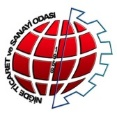 NİĞDE TİCARET ve SANAYİ ODASI